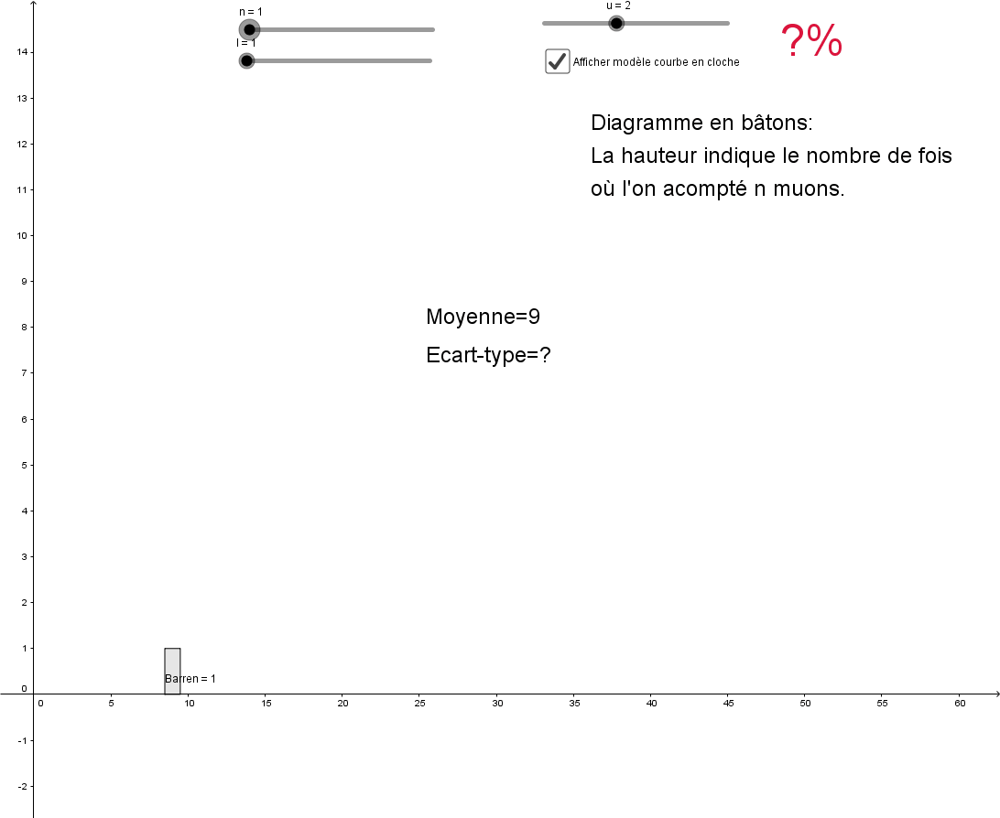 n = 1
l = 1
u = 2
Afficher modèle courbe en cloche
?%
Diagramme en bâtons:
La hauteur indique le nombre de fois
où l'on acompté n muons.
Moyenne=9
Ecart-type=?
14
13
12
11
10
9
8
7
6
5
4
3
2
1
0
-1
-2
Barren = 1
0 5 10 15 20 25 30 35 40 45 50 55 60